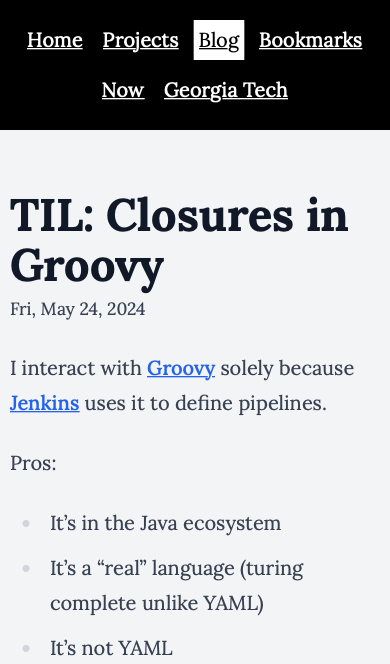 Home Projects Blog Bookmarks
Now Georgia Tech
TIL: Closures in
Groovy
Fri, May 24, 2024
I interact with Groovy solely because
Jenkins uses it to define pipelines.
Pros:
It’s in the Java ecosystem
It’s a “real” language (turing
complete unlike YAML)
It’s not YAML